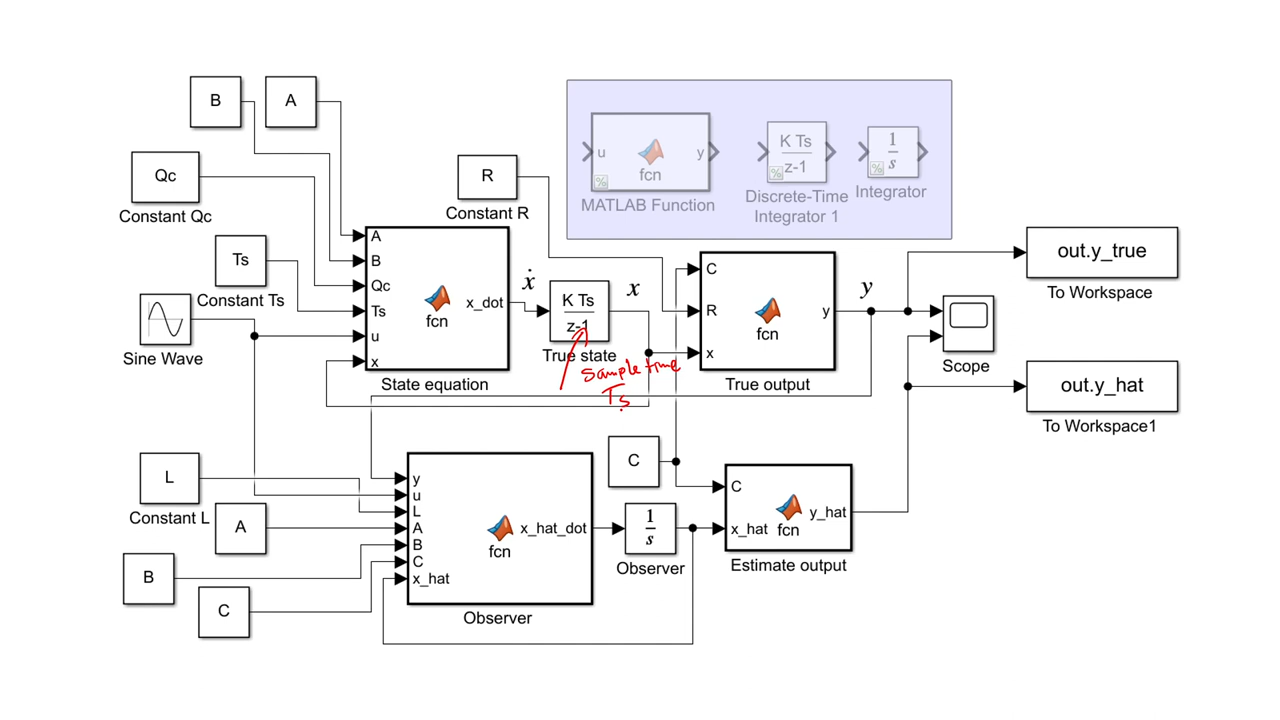 B
A
Qc
Constant Qc
R
Constant R
u
fcn
y
MATLAB Function
K Ts
z-1
Discrete-Time
Integrator 1
1
s
Integrator
Ts
Constant Ts
Sine Wave
A
B
Qc
Ts
u
x
fcn
x_dot
State equation
ẋ
K Ts
z-1
True state
x
Sample time
Ts
C
R
x
fcn
y
True output
y
out.y_true
To Workspace
Scope
out.y_hat
To Workspace1
L
Constant L
A
B
C
y
u
L
A
B
C
x_hat
fcn
x_hat_dot
Observer
1
s
Observer
C
C
x_hat
fcn
y_hat
Estimate output